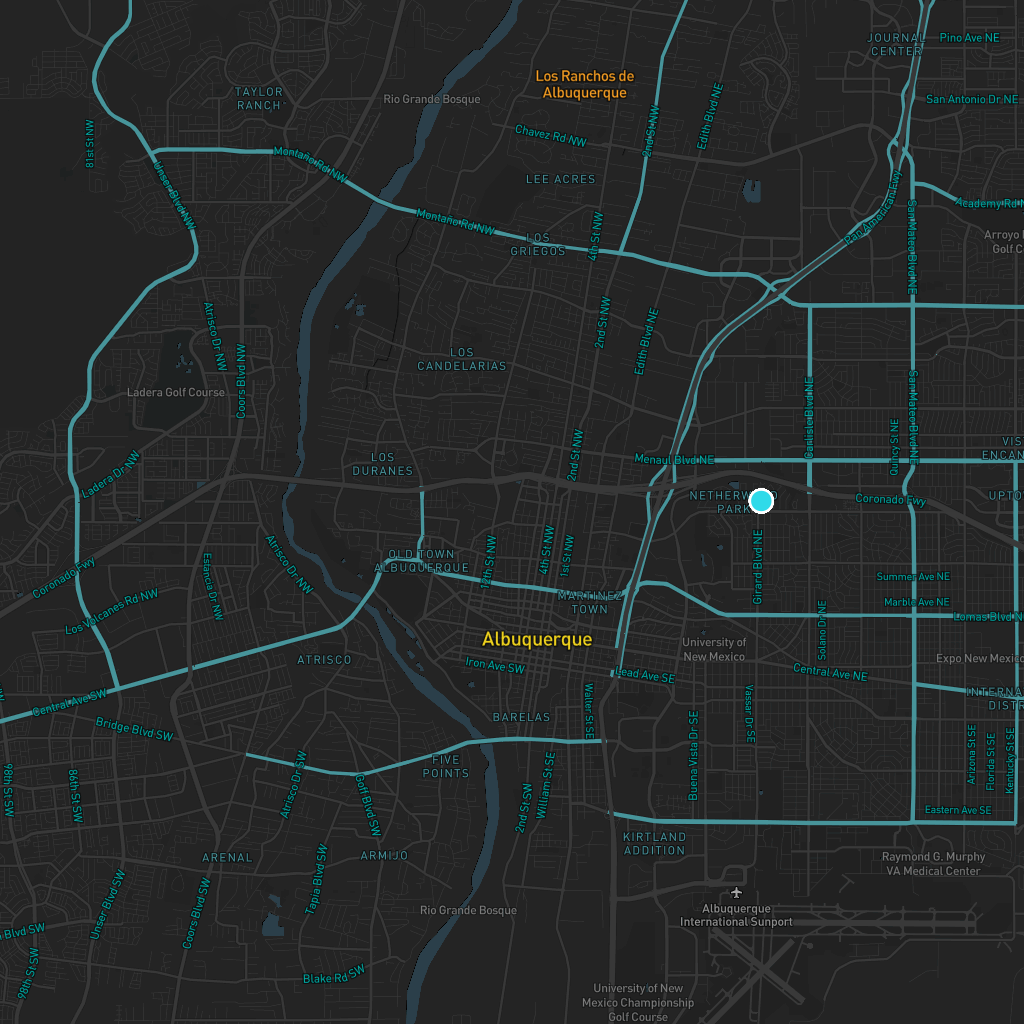 JOURNAL
CENTER
Pino Ave NE
Los Ranchos de
Albuquerque
TAYLOR
RANCH
Rio Grande Bosque
San Antonio Dr NE
Edith Blvd NE
81st St NW
Chavez Rd NW
2nd St NW
Montaño Rd NW
Unser Blvd NW
LEE ACRES
Pan American Fwy
San Mateo Blvd NE
Academy Rd N
Montaño Rd NW
4th St NW
LOS
GRIEGOS
Arroyo
Golf C
Atrisco Dr NW
2nd St NW
Edith Blvd NE
Coors Blvd NW
LOS
CANDELARIAS
Ladera Golf Course
Carlisle Blvd NE
San Mateo Blvd NE
Quincy St NE
LOS
DURANES
2nd St NW
Menaul Blvd NE
VIS
ENCAN
Ladera Dr NW
NETHERWOOD
PARK
Coronado Fwy
UPTO
Atrisco Dr NW
OLD TOWN
ALBUQUERQUE
12th St NW
4th St NW
1st St NW
Girard Blvd NE
Coronado Fwy
Estancia Dr NW
Summer Ave NE
Marble Ave NE
Los Volcanes Rd NW
MARTINEZ
TOWN
Solano Dr NE
Lomas Blvd N
Albuquerque
University of
New Mexico
ATRISCO
Iron Ave SW
Lead Ave SE
Central Ave NE
Expo New Mexico
Central Ave SW
INTERNA
DISTR
Bridge Blvd SW
BARELAS
Walter St SE
Buena Vista Dr SE
Vassar Dr SE
98th St SW
86th St SW
Atrisco Dr SW
FIVE
POINTS
Goff Blvd SW
2nd St SW
William St SE
Arizona St SE
Florida St SE
Kentucky St SE
Eastern Ave SE
KIRTLAND
ADDITION
ARENAL
ARMIJO
Raymond G. Murphy
VA Medical Center
Tapia Blvd SW
Unser Blvd SW
Coors Blvd SW
Rio Grande Bosque
Albuquerque
International Sunport
Blvd SW
98th St SW
Blake Rd SW
University of New
Mexico Championship
Golf Course